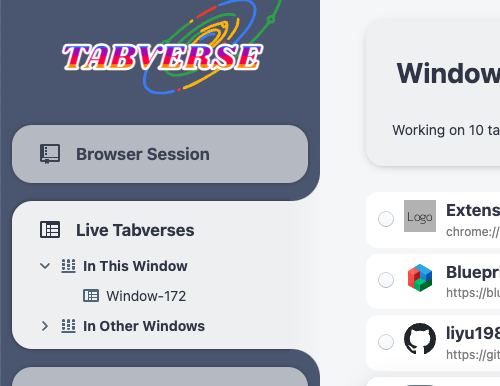 TABVERSE
Browser Session
Live Tabverses
In This Window
Window-172
In Other Windows
Window
Working on 10 ta
Logo
Extens
chrome://
Bluepr
https://blu
liyu198
https://git